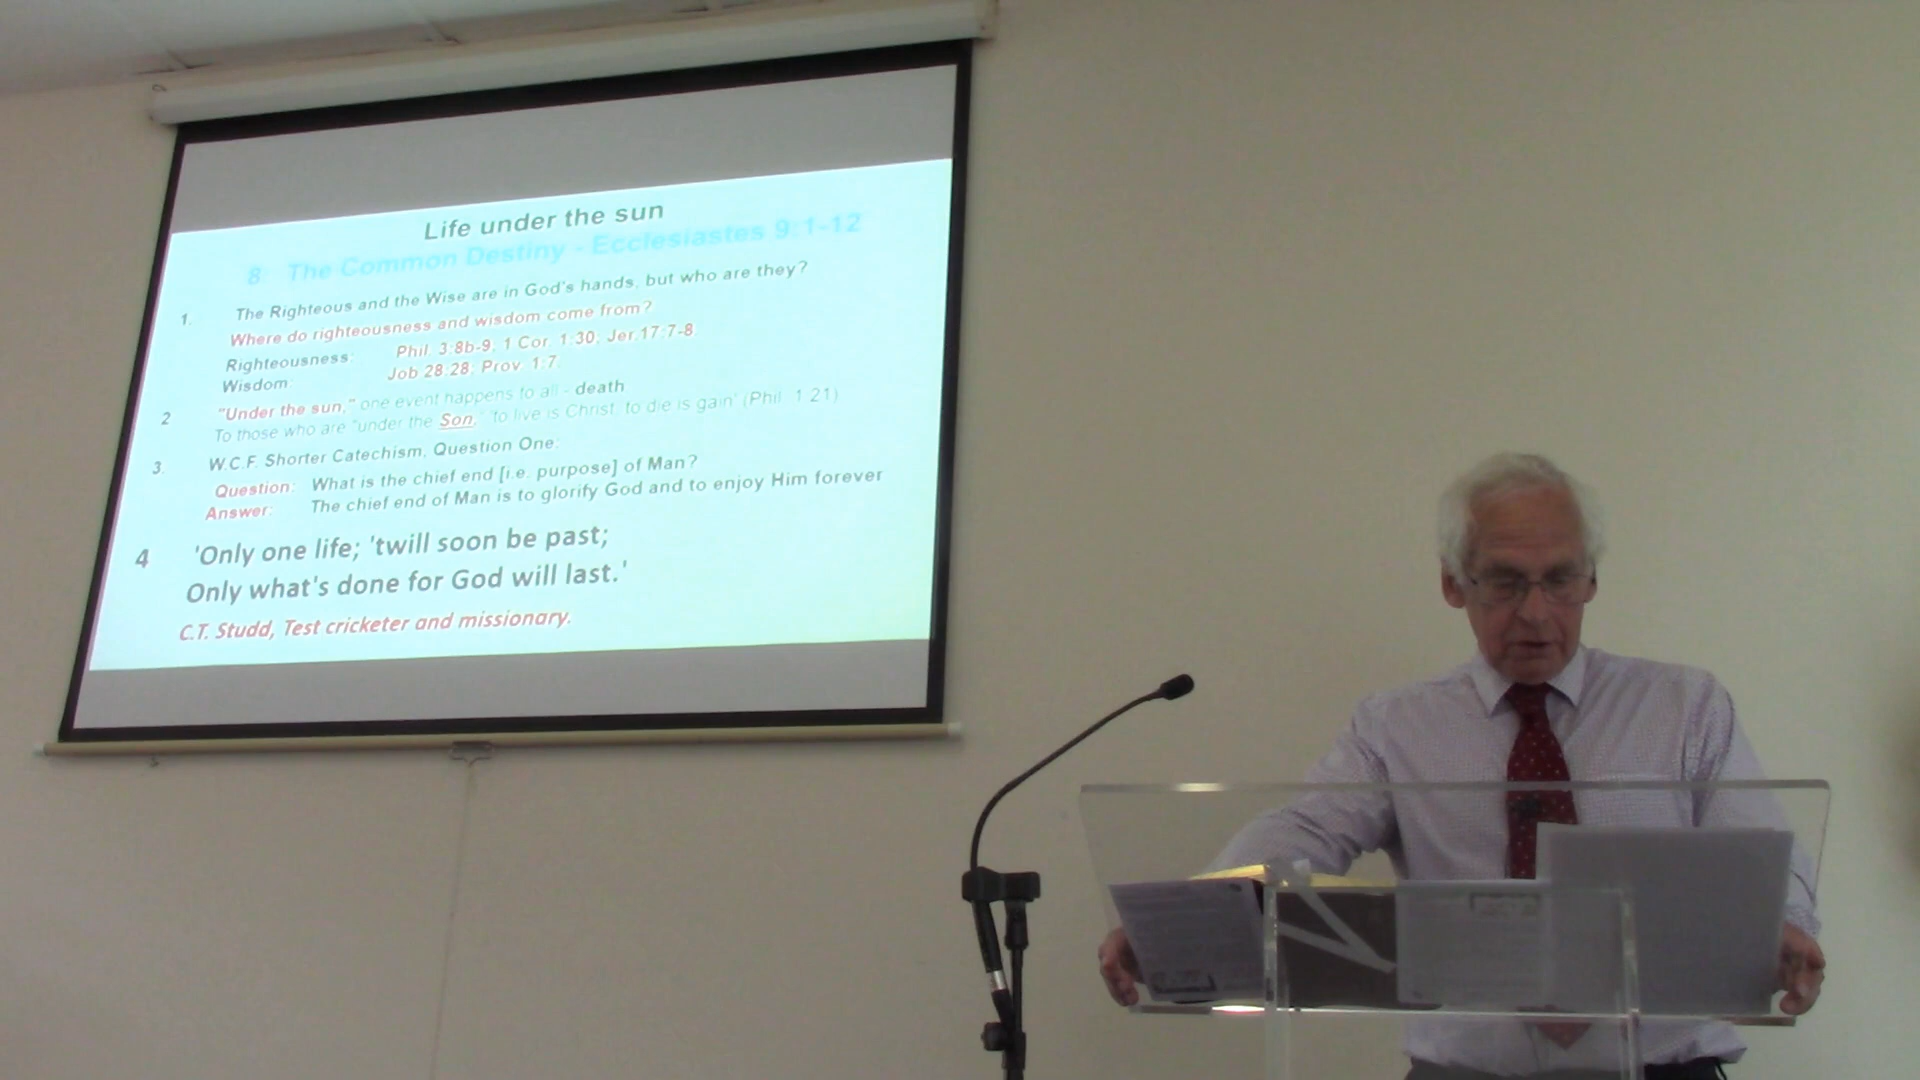 Life under the sun
8 The Common Destiny - Ecclesiastes 9:1-12
1. The Righteous and the Wise are in God's hands, but who are they?
Where do righteousness and wisdom come from?
Righteousness: Phil. 3:8b-9; 1 Cor. 1:30; Jer.17:7-8
Wisdom: Job 28:28; Prov. 1:7.
2 "Under the sun," one event happens to all - death
To those who are "under the Son," 'to live is Christ, to die is gain' (Phil. 1:21)
3. W.C.F. Shorter Catechism, Question One:
Question: What is the chief end [i.e. purpose] of Man?
Answer: The chief end of Man is to glorify God and to enjoy Him forever
4 'Only one life; 'twill soon be past;
Only what's done for God will last.'
C.T. Studd, Test cricketer and missionary.